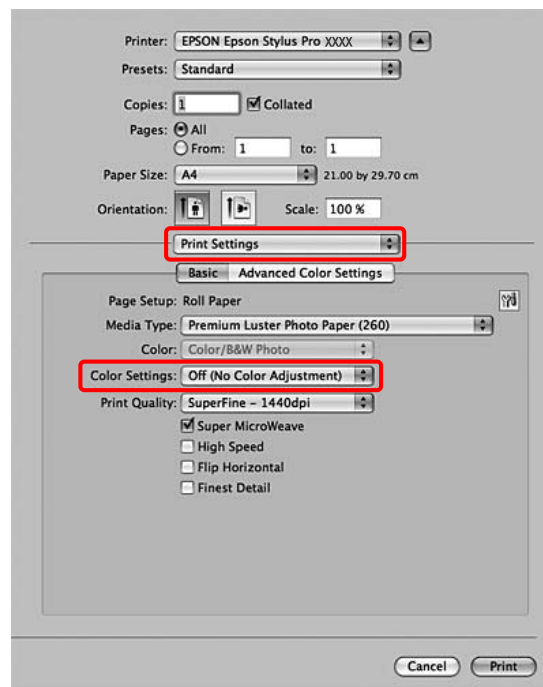 Printer: EPSON Epson Stylus Pro XXXX
Presets: Standard
Copies: 1 Collated
Pages: All
From: 1 to: 1
Paper Size: A4 21.00 by 29.70 cm
Orientation: Scale: 100 %
Print Settings
Basic Advanced Color Settings
Page Setup: Roll Paper
Media Type: Premium Luster Photo Paper (260)
Color: Color/B&W Photo
Color Settings: Off (No Color Adjustment)
Print Quality: SuperFine – 1440dpi
Super MicroWeave
High Speed
Flip Horizontal
Finest Detail
Cancel Print